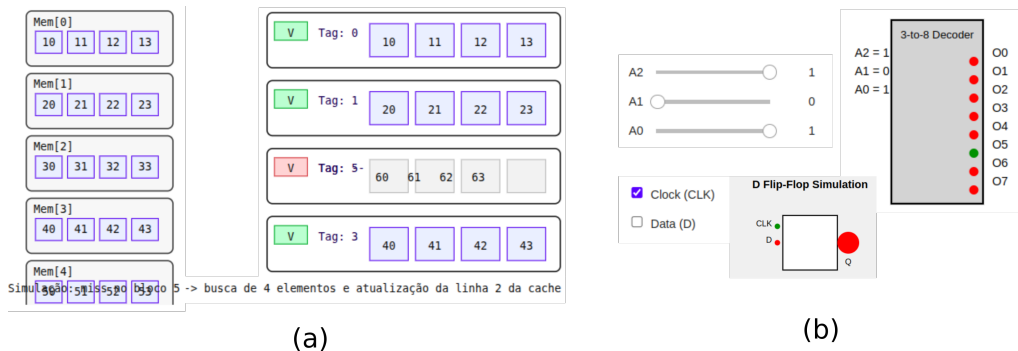 Mem[0]
10 11 12 13
Mem[1]
20 21 22 23
Mem[2]
30 31 32 33
Mem[3]
40 41 42 43
Mem[4]
50 51 52 53
V Tag: 0 10 11 12 13
V Tag: 1 20 21 22 23
V Tag: 5- 60 61 62 63
V Tag: 3 40 41 42 43
Simulação: miss no bloco 5 -> busca de 4 elementos e atualização da linha 2 da cache
(a)
A2 1
A1 0
A0 1
3-to-8 Decoder
A2 = 1
A1 = 0
A0 = 1
O0
O1
O2
O3
O4
O5
O6
O7
Clock (CLK)
Data (D)
D Flip-Flop Simulation
CLK
D
Q
(b)